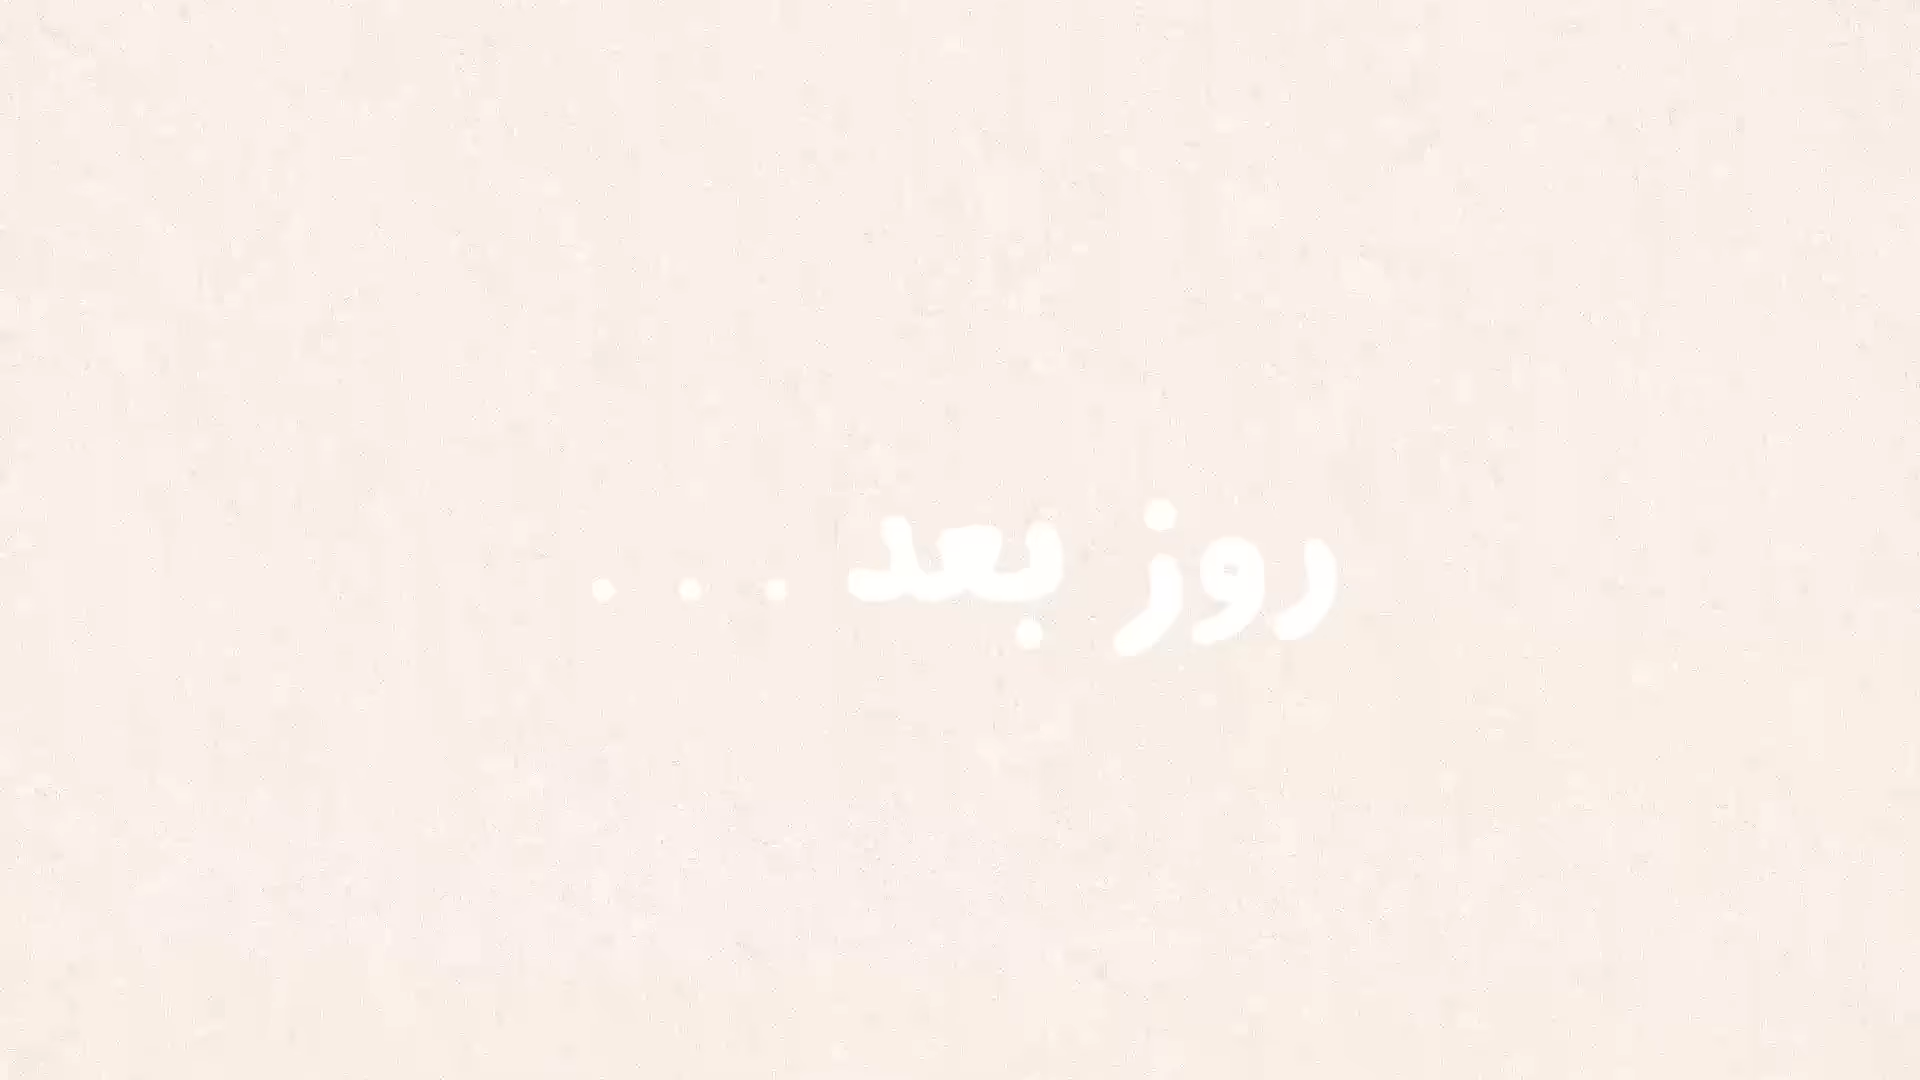 روز بعد . . .